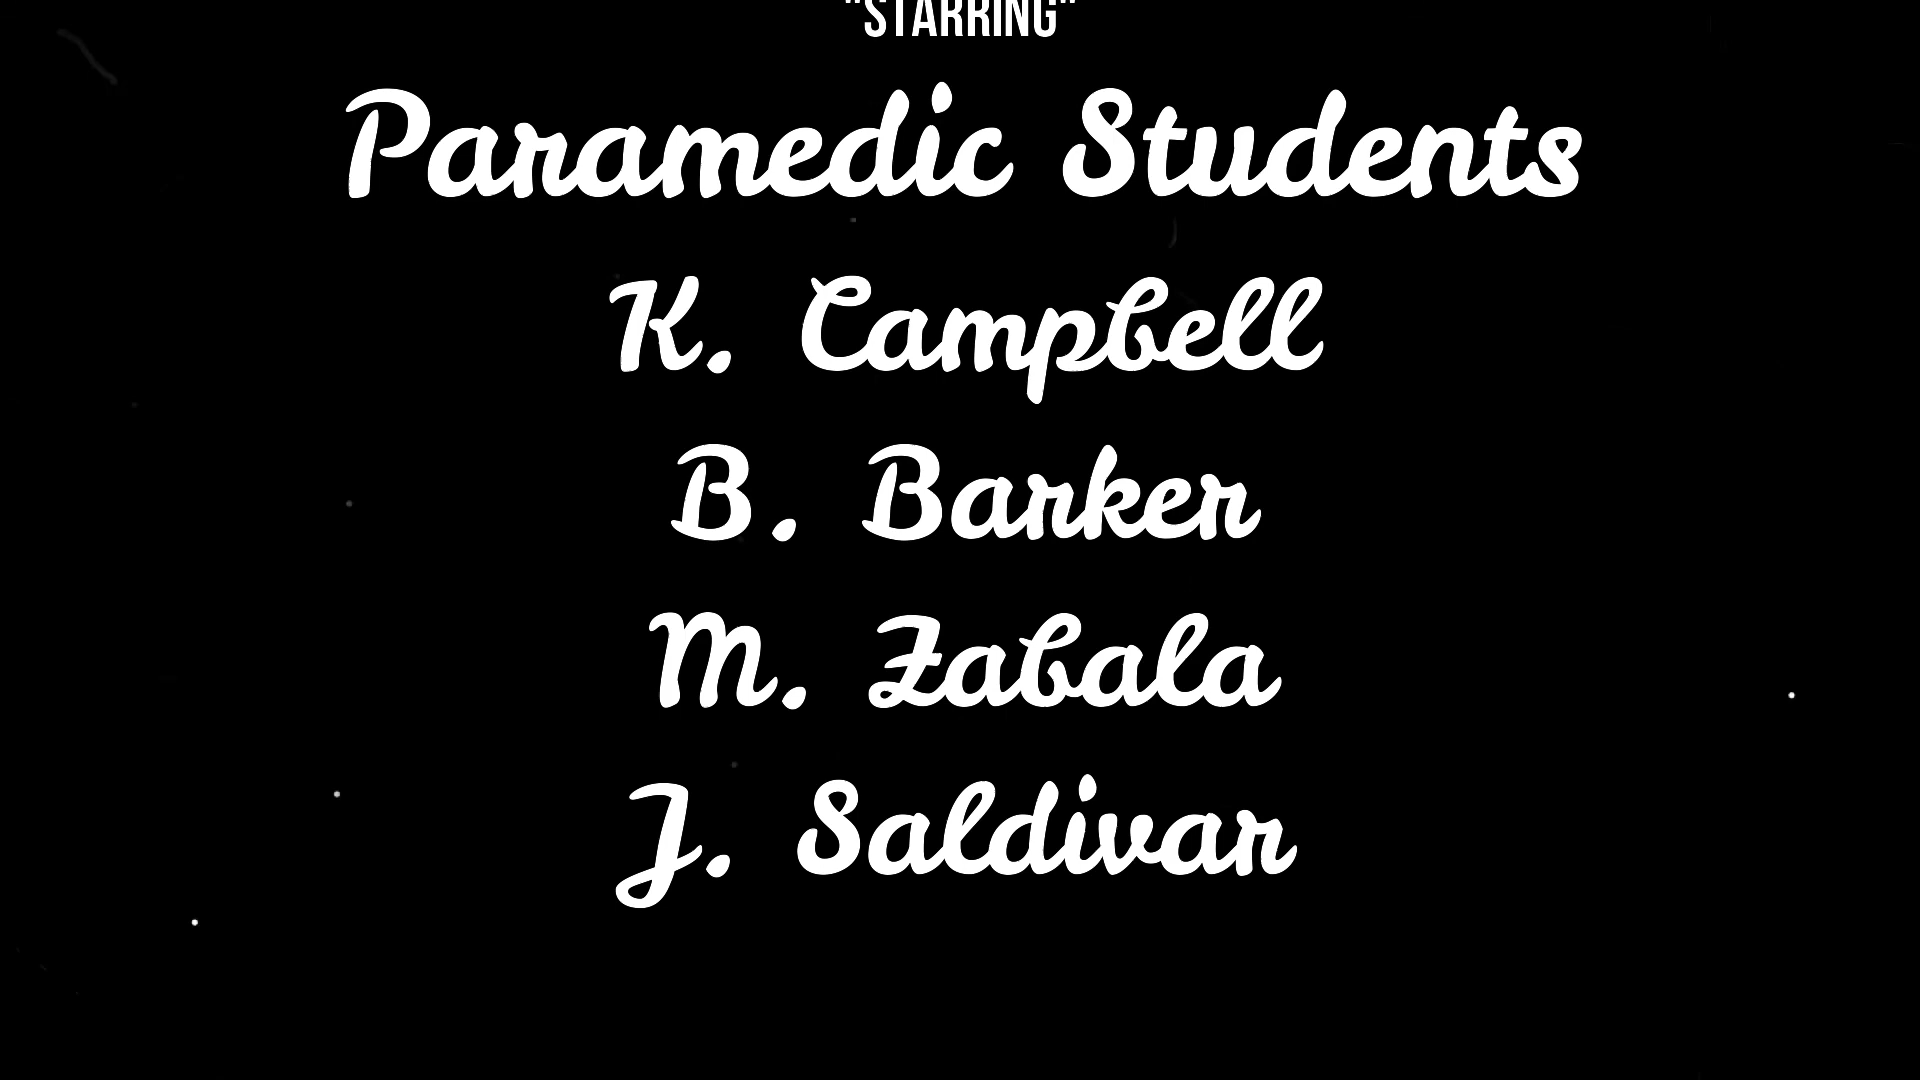 "STARRING"
Paramedic Students
K. Campbell
B. Barker
M. Zabala
J. Saldivar